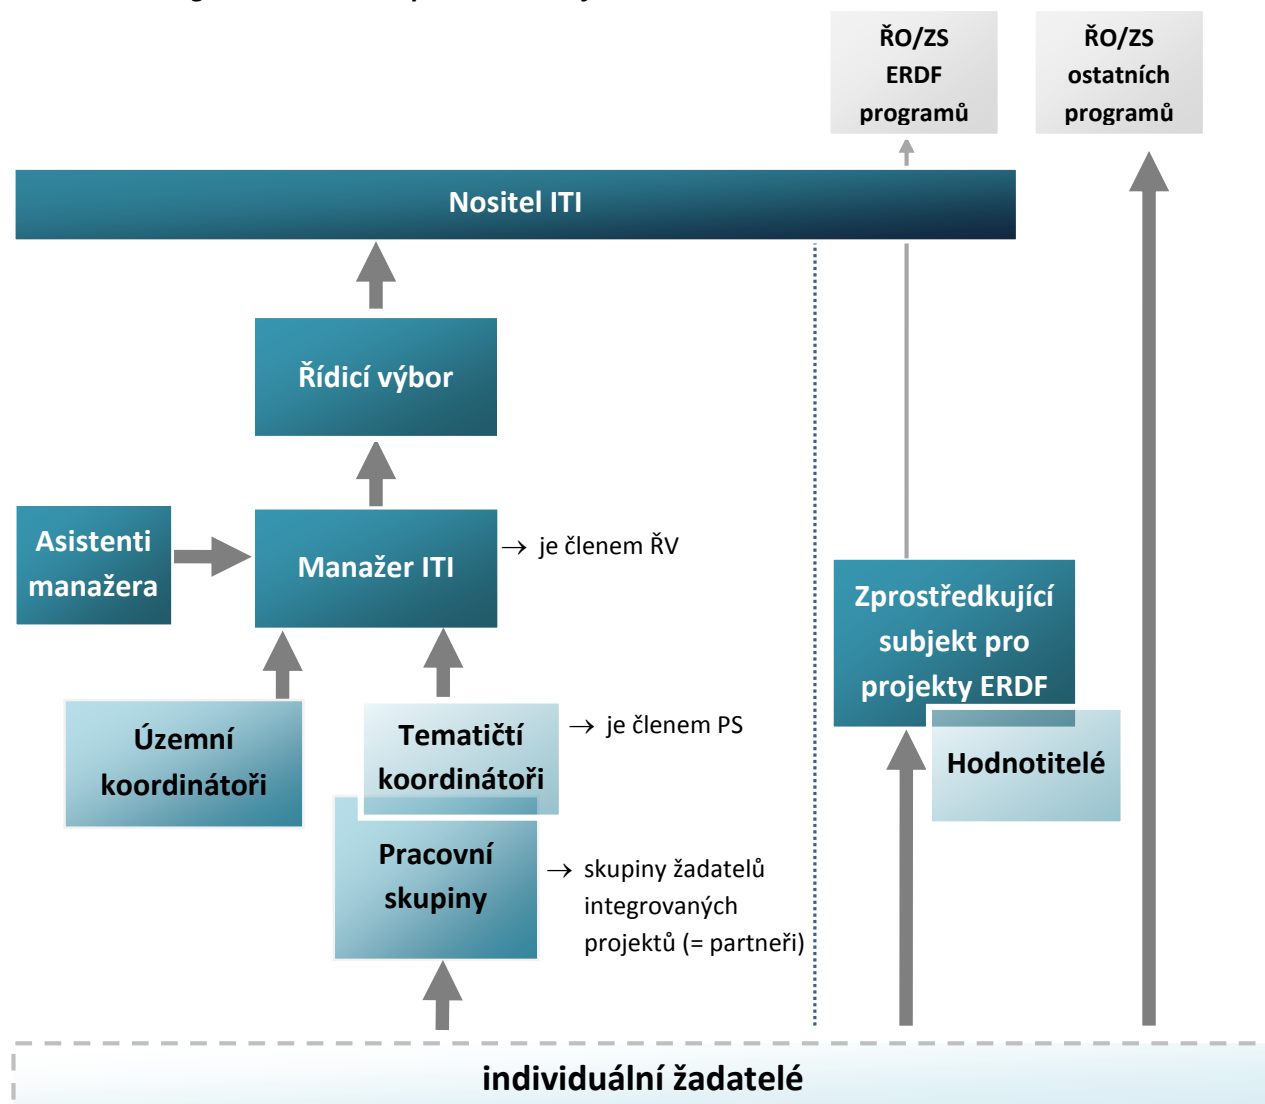 ŘO/ZS
ERDF
programů
ŘO/ZS
ostatních
programů
Nositel ITI
Řídicí výbor
Asistenti
manažera
Manažer ITI
→ je členem ŘV
Zprostředkující
subjekt pro
projekty ERDF
Územní
koordinátoři
Tematičtí
koordinátoři
→ je členem PS
Hodnotitelé
Pracovní
skupiny
→ skupiny žadatelů
integrovaných
projektů (= partneři)
individuální žadatelé